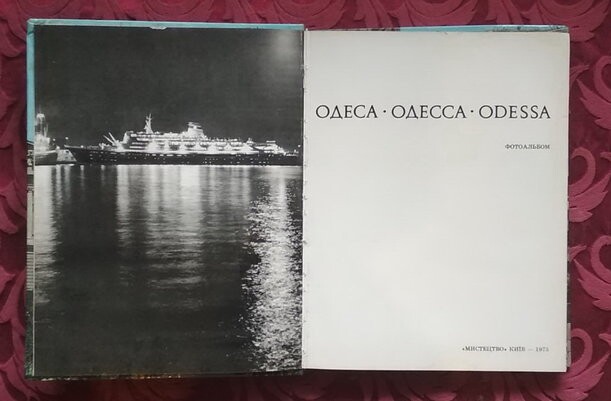 ОДЕСА · ОДЕССА · ODESSA
ФОТОАЛЬБОМ
«МИСТЕЦТВО» КИЇВ — 1975